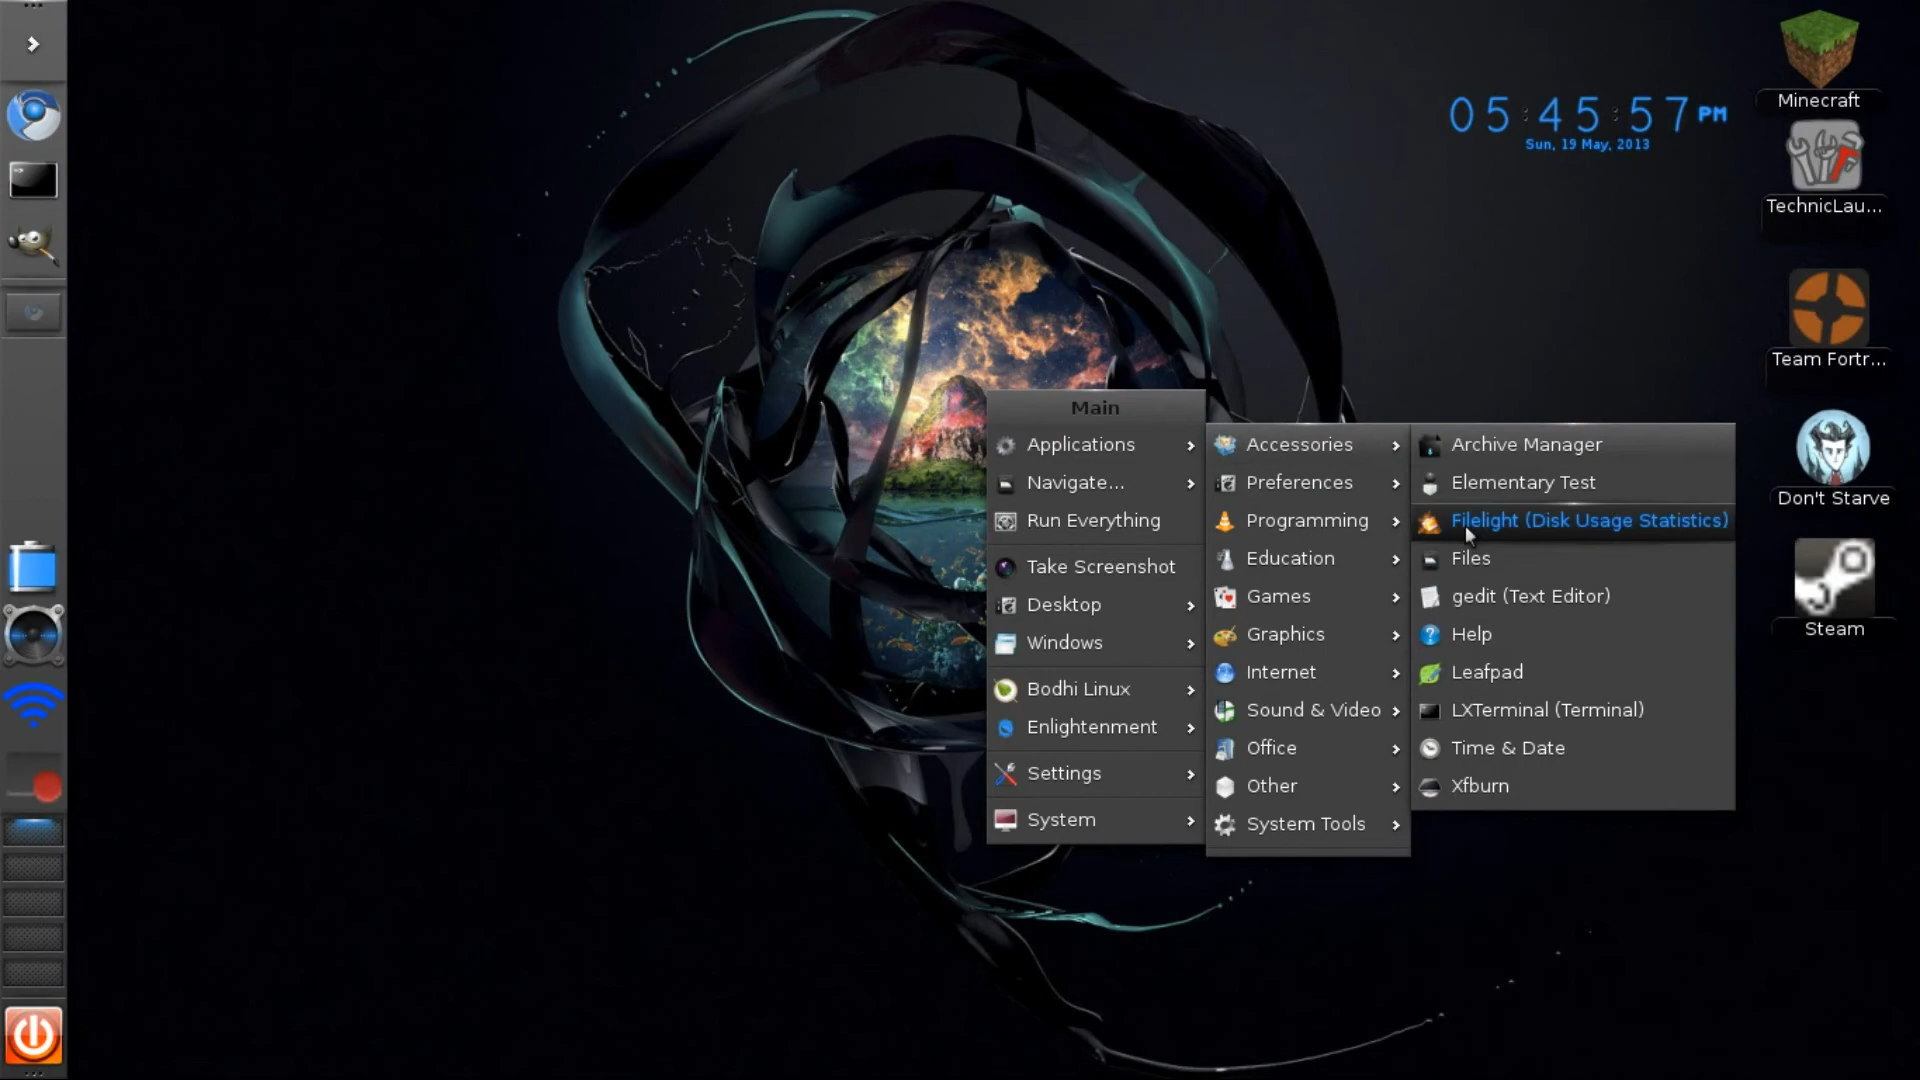 05:45:57 PM
Sun, 19 May, 2013
Minecraft
TechnicLau...
Team Fortr...
Don't Starve
Steam
Main
Applications
Navigate...
Run Everything
Take Screenshot
Desktop
Windows
Bodhi Linux
Enlightenment
Settings
System
Accessories
Preferences
Programming
Education
Games
Graphics
Internet
Sound & Video
Office
Other
System Tools
Archive Manager
Elementary Test
Filelight (Disk Usage Statistics)
Files
gedit (Text Editor)
Help
Leafpad
LXTerminal (Terminal)
Time & Date
Xfburn